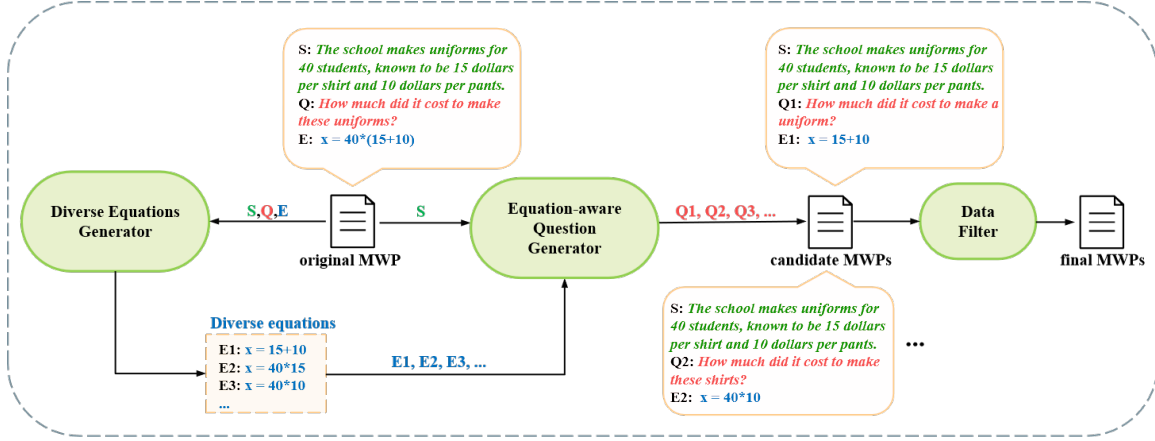 S: The school makes uniforms for
40 students, known to be 15 dollars
per shirt and 10 dollars per pants.
Q: How much did it cost to make
these uniforms?
E: x = 40*(15+10)
S: The school makes uniforms for
40 students, known to be 15 dollars
per shirt and 10 dollars per pants.
Q1: How much did it cost to make a
uniform?
E1: x = 15+10
Diverse Equations
Generator
S,Q,E
original MWP
S
Equation-aware
Question
Generator
Q1, Q2, Q3, ...
candidate MWPs
Data
Filter
final MWPs
Diverse equations
E1: x = 15+10
E2: x = 40*15
E3: x = 40*10
...
E1, E2, E3, ...
S: The school makes uniforms for
40 students, known to be 15 dollars
per shirt and 10 dollars per pants.
Q2: How much did it cost to make
these shirts?
E2: x = 40*10
...